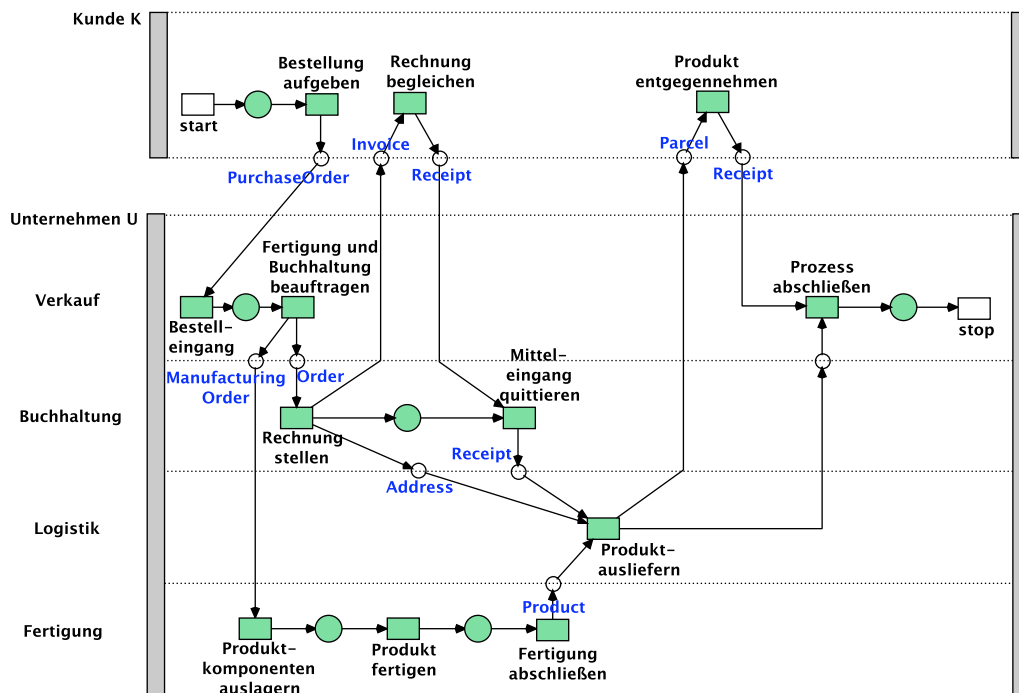 Kunde K
Bestellung
aufgeben
Rechnung
begleichen
Produkt
entgegennehmen
start
Invoice
Parcel
PurchaseOrder
Receipt
Receipt
Unternehmen U
Fertigung und
Buchhaltung
beauftragen
Prozess
abschließen
Verkauf
Bestell-
eingang
stop
Manufacturing
Order
Order
Mittel-
eingang
quittieren
Buchhaltung
Rechnung
stellen
Receipt
Address
Logistik
Produkt-
ausliefern
Product
Fertigung
Produkt-
komponenten
auslagern
Produkt
fertigen
Fertigung
abschließen